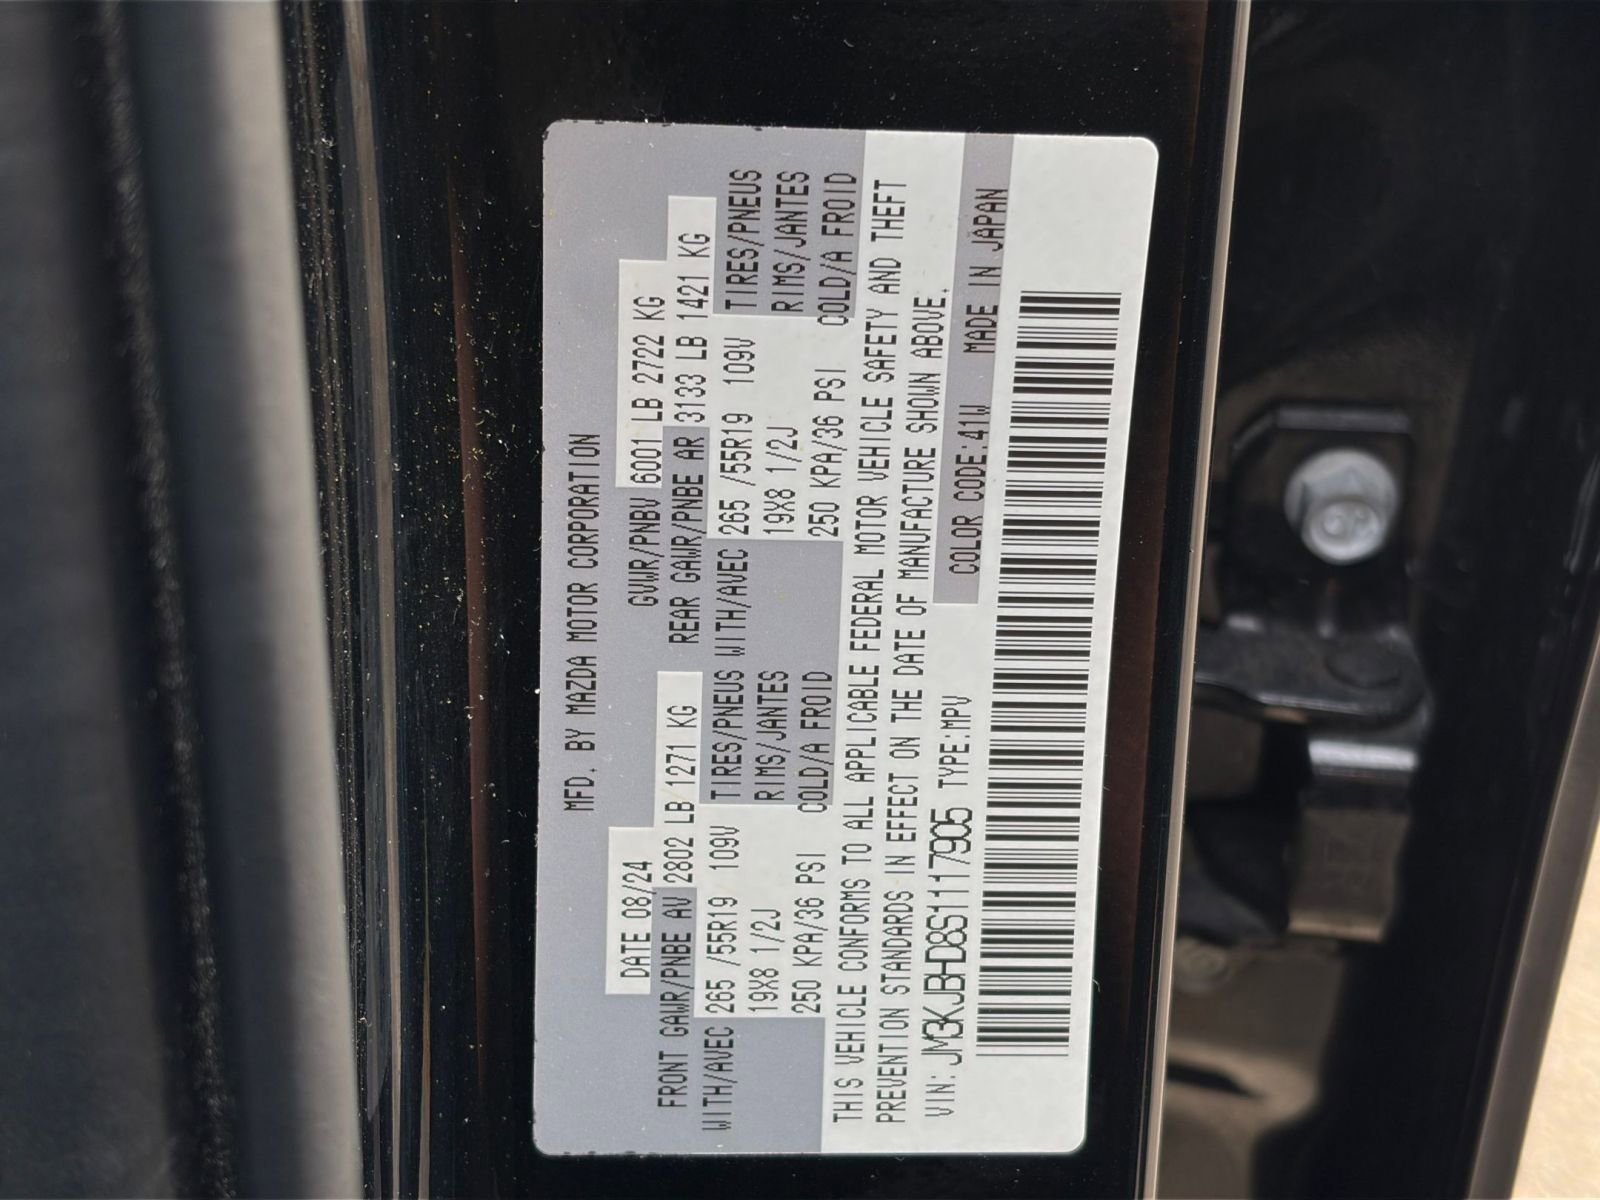 MFD. BY MAZDA MOTOR CORPORATION
DATE 08/24 GVWR/PNBV 6001 LB 2722 KG
FRONT GAWR/PNBE AV 2802 LB 1271 KG REAR GAWR/PNBE AR 3133 LB 1421 KG
WITH/AVEC 265 /55R19 109V TIRES/PNEUS WITH/AVEC 265 /55R19 109V TIRES/PNEUS
19X8 1/2J RIMS/JANTES 19X8 1/2J RIMS/JANTES
250 KPA/36 PSI COLD/A FROID 250 KPA/36 PSI COLD/A FROID
THIS VEHICLE CONFORMS TO ALL APPLICABLE FEDERAL MOTOR VEHICLE SAFETY AND THEFT
PREVENTION STANDARDS IN EFFECT ON THE DATE OF MANUFACTURE SHOWN ABOVE.
VIN: JM3KJBHD8S1117905 TYPE:MPV COLOR CODE:41W MADE IN JAPAN